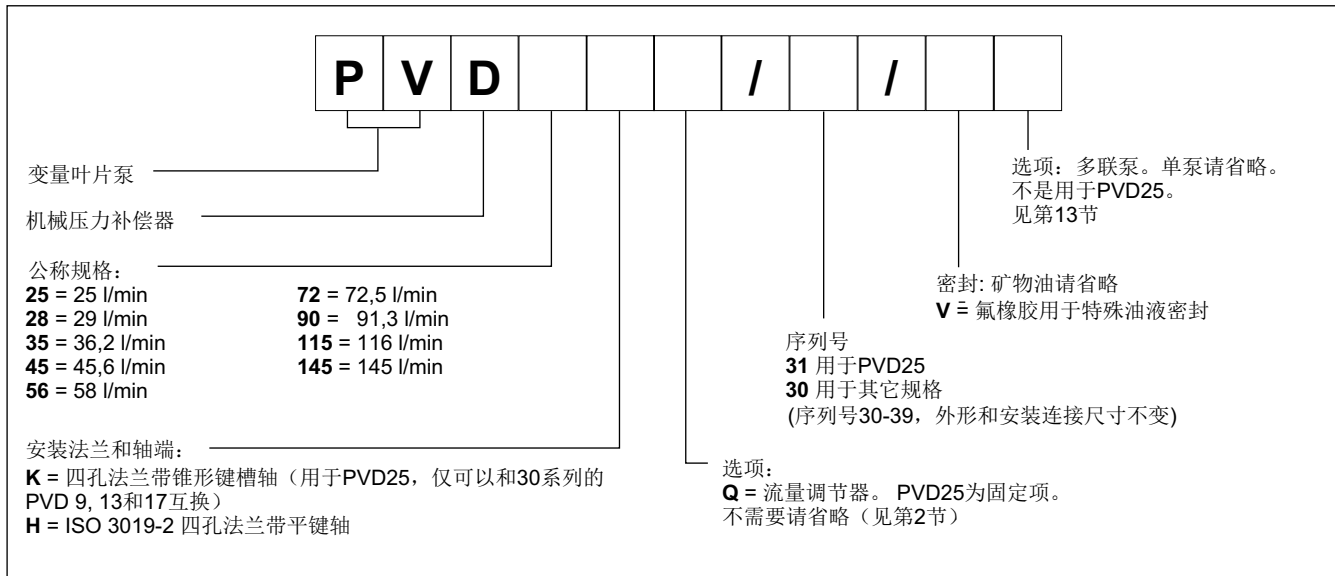 P V D / /
变量叶片泵
机械压力补偿器
公称规格：
25 = 25 l/min
28 = 29 l/min
35 = 36,2 l/min
45 = 45,6 l/min
56 = 58 l/min
72 = 72,5 l/min
90 = 91,3 l/min
115 = 116 l/min
145 = 145 l/min
安装法兰和轴端：
K = 四孔法兰带锥形键槽轴（用于PVD25，仅可以和30系列的
PVD 9, 13和17互换）
H = ISO 3019-2 四孔法兰带平键轴
选项：
Q = 流量调节器。 PVD25为固定项。
不需要请省略（见第2节）
序列号
31 用于PVD25
30 用于其它规格
(序列号30-39，外形和安装连接尺寸不变)
密封: 矿物油请省略
V = 氟橡胶用于特殊油液密封
选项：多联泵。单泵请省略。
不是用于PVD25。
见第13节